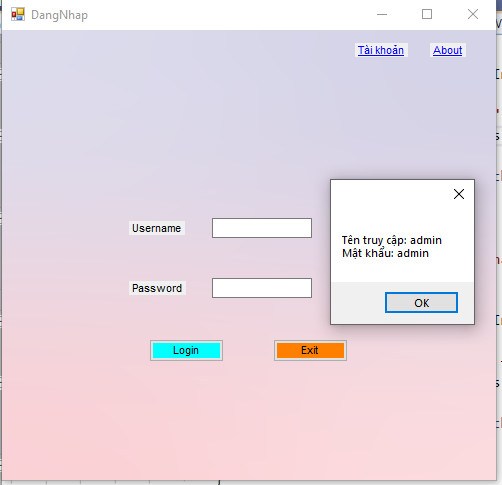 DangNhap
Tài khoản
About
Tên truy cập: admin
Mật khẩu: admin
OK
Username
Password
Login
Exit